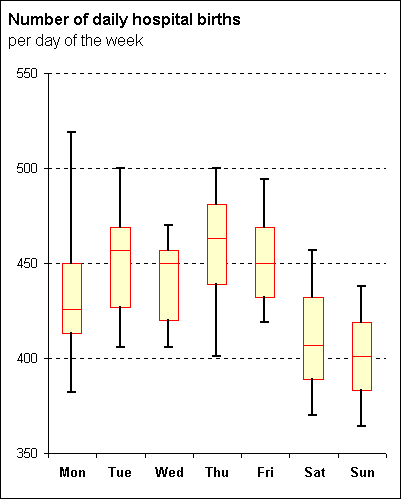 Number of daily hospital births
per day of the week
550
500
450
400
350
Mon Tue Wed Thu Fri Sat Sun